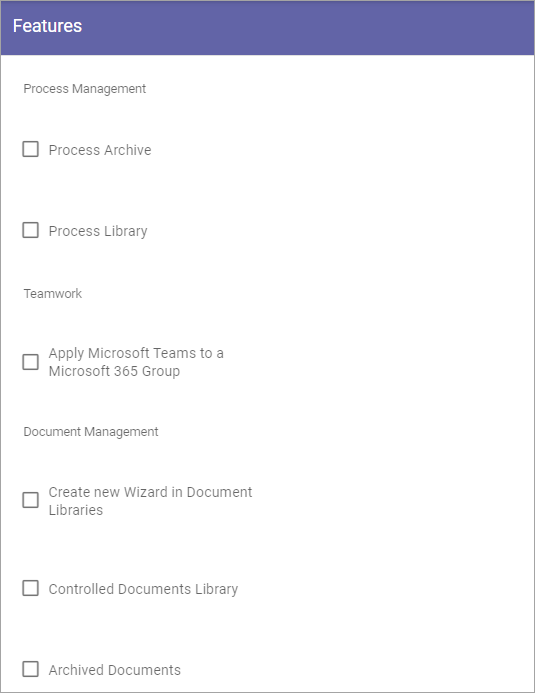 Features
Process Management
Process Archive
Process Library
Teamwork
Apply Microsoft Teams to a
Microsoft 365 Group
Document Management
Create new Wizard in Document
Libraries
Controlled Documents Library
Archived Documents